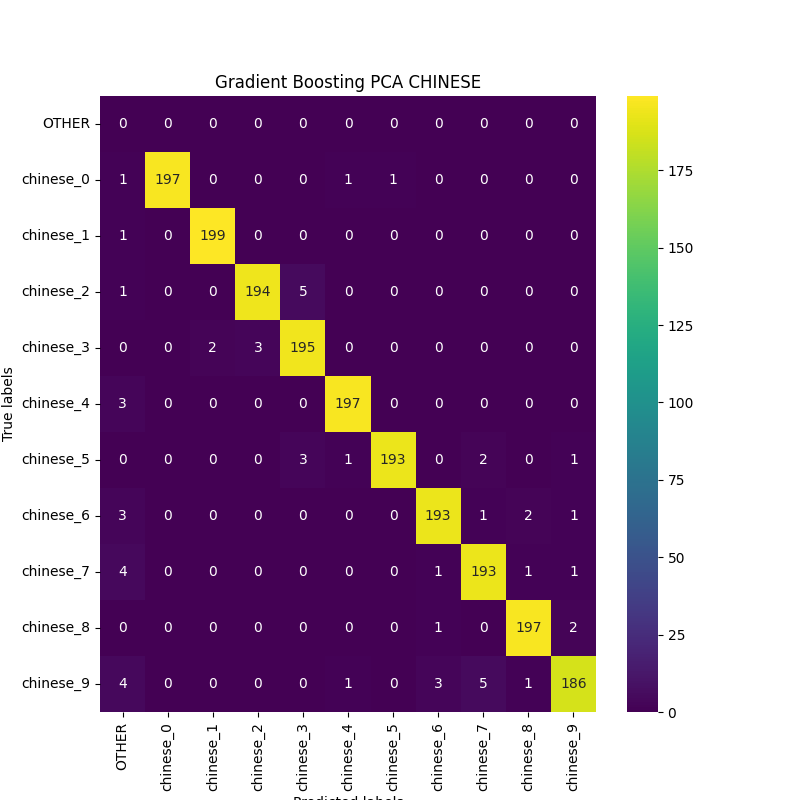 Gradient Boosting PCA CHINESE
OTHER 0 0 0 0 0 0 0 0 0 0 0
chinese_0 1 197 0 0 0 1 1 0 0 0 0
chinese_1 1 0 199 0 0 0 0 0 0 0 0
chinese_2 1 0 0 194 5 0 0 0 0 0 0
chinese_3 0 0 2 3 195 0 0 0 0 0 0
chinese_4 3 0 0 0 0 197 0 0 0 0 0
chinese_5 0 0 0 0 3 1 193 0 2 0 1
chinese_6 3 0 0 0 0 0 0 193 1 2 1
chinese_7 4 0 0 0 0 0 0 1 193 1 1
chinese_8 0 0 0 0 0 0 0 1 0 197 2
chinese_9 4 0 0 0 0 1 0 3 5 1 186
True labels
OTHER chinese_0 chinese_1 chinese_2 chinese_3 chinese_4 chinese_5 chinese_6 chinese_7 chinese_8 chinese_9
Predicted labels
175
150
125
100
75
50
25
0